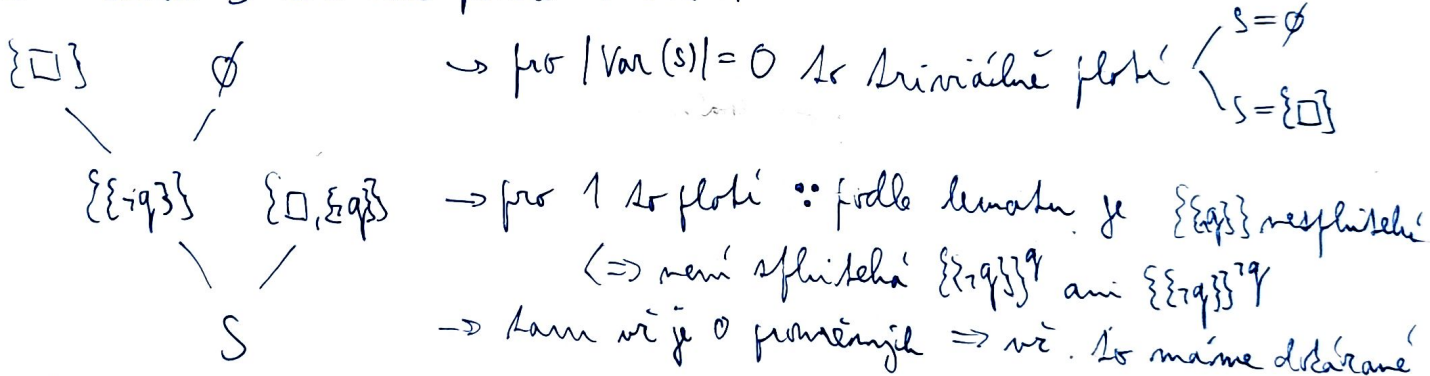 {□} ∅ → pro |Var(S)| = 0 to triviálně platí
S = ∅
S = {□}
{{¬q}} {□, {q}} → pro 1 to platí ∵ podle lematu je {{q}} nesplnitelná
⟨=⟩ není splnitelná {{¬q}}^q ani {{¬q}}^¬q
S → tam už je 0 proměnných ⇒ už to máme dokázané